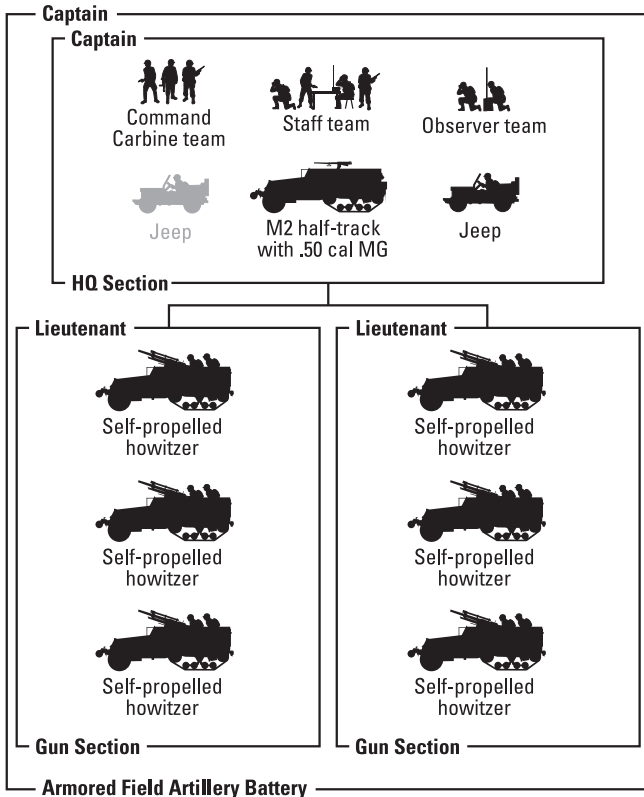 Captain
Captain
Command
Carbine team
Staff team
Observer team
Jeep
M2 half-track
with .50 cal MG
Jeep
HQ Section
Lieutenant
Lieutenant
Self-propelled
howitzer
Self-propelled
howitzer
Self-propelled
howitzer
Self-propelled
howitzer
Self-propelled
howitzer
Self-propelled
howitzer
Gun Section
Gun Section
Armored Field Artillery Battery